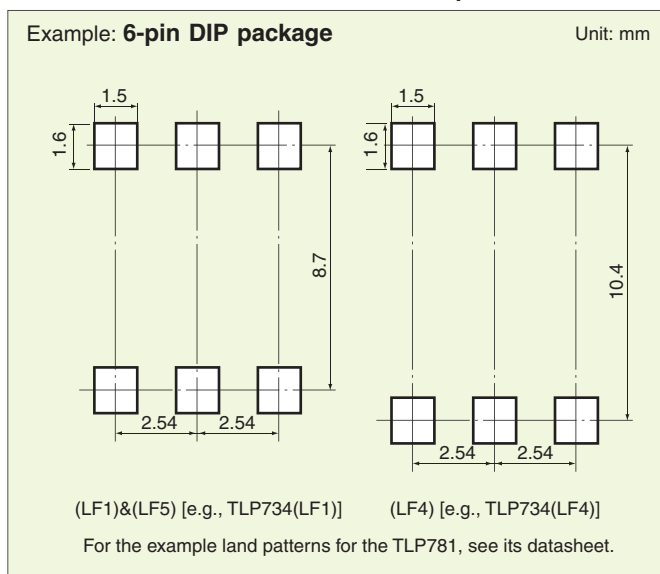 Example: 6-pin DIP package
Unit: mm
1.5
1.6
8.7
2.54
2.54
1.5
1.6
10.4
2.54
2.54
(LF1)&(LF5) [e.g., TLP734(LF1)]
(LF4) [e.g., TLP734(LF4)]
For the example land patterns for the TLP781, see its datasheet.